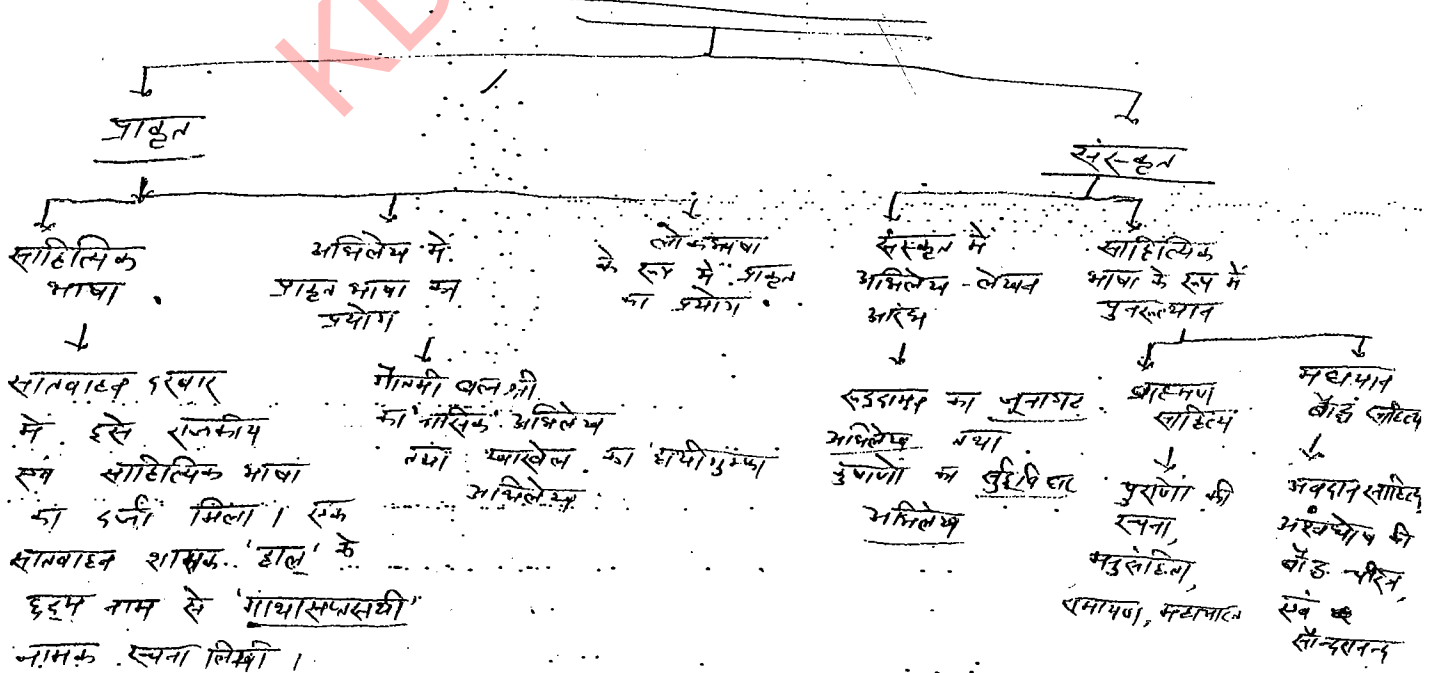 KD
प्राकृत
संस्कृत
साहित्यिक
भाषा
अभिलेख में
प्राकृत भाषा का
प्रयोग
लोकभाषा
के रूप में प्राकृत
का प्रयोग
संस्कृत में
अभिलेख-लेखन
आरंभ
साहित्यिक
भाषा के रूप में
पुनरुत्थान
सातवाहन दरबार
में इसे राजकीय
एवं साहित्यिक भाषा
का दर्जा मिला। एक
सातवाहन शासक 'हाल' के
छद्म नाम से 'गाथासप्तसथी'
नामक रचना लिखी।
गौतमी बलश्री
का नासिक अभिलेख
तथा खारवेल का हाथीगुम्फा
अभिलेख
रुद्रदामन का जूनागढ
अभिलेख तथा
कुषाणों का
अभिलेख
ब्राह्मण
साहित्य
पुराणों की
रचना,
मनुसंहिता,
रामायण, महाभारत
महायान
बौद्ध साहित्य
अवदान साहित्य,
अश्वघोष की
बौद्ध चरित्र,
एवं
सौन्दरानन्द